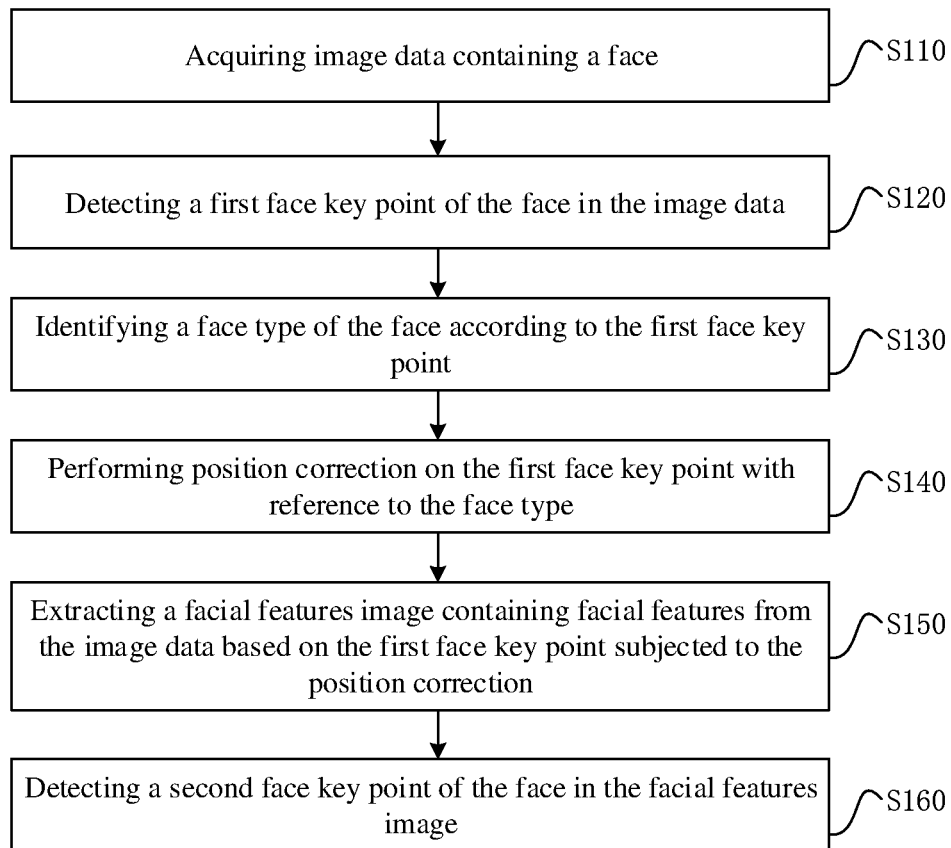 Acquiring image data containing a face
S110
Detecting a first face key point of the face in the image data
S120
Identifying a face type of the face according to the first face key
point
S130
Performing position correction on the first face key point with
reference to the face type
S140
Extracting a facial features image containing facial features from
the image data based on the first face key point subjected to the
position correction
S150
Detecting a second face key point of the face in the facial features
image
S160